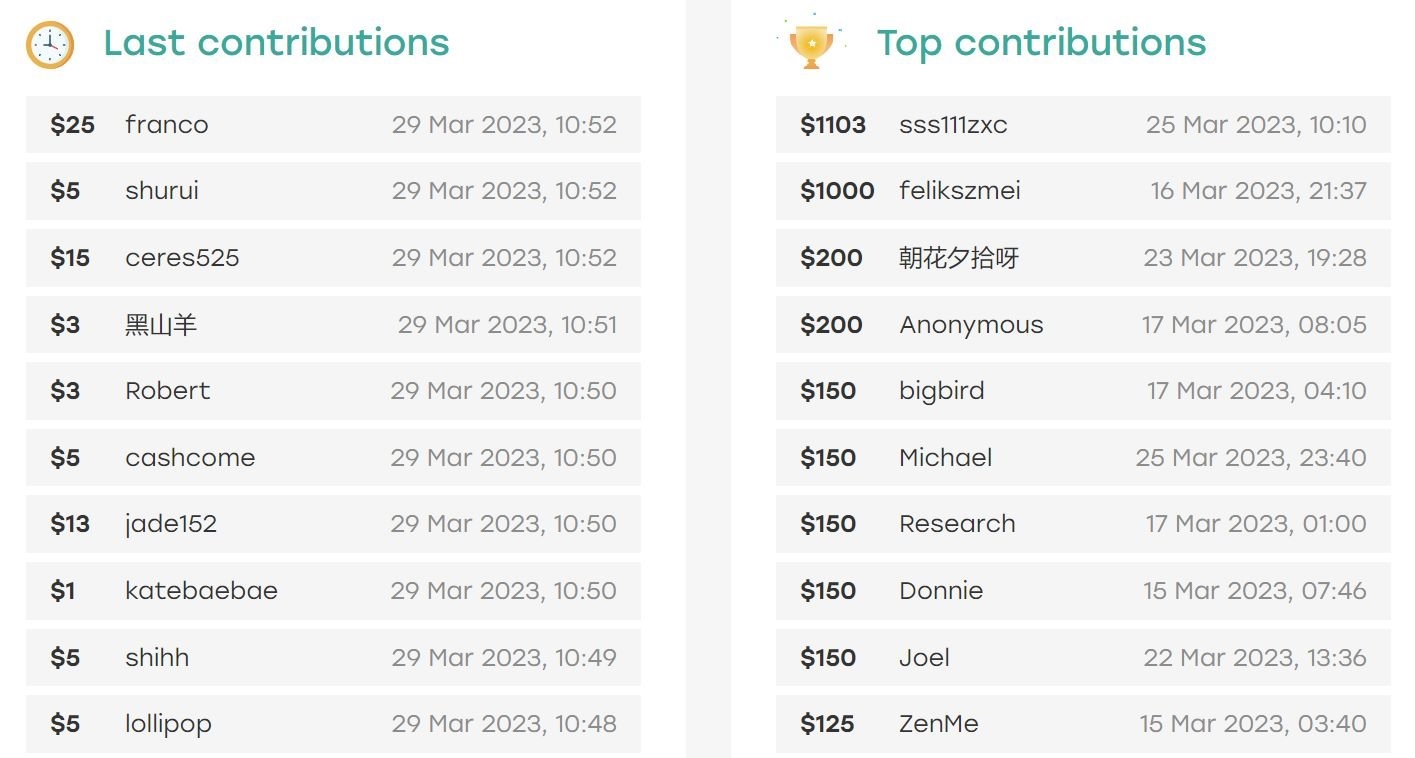 Last contributions
$25 franco 29 Mar 2023, 10:52
$5 shurui 29 Mar 2023, 10:52
$15 ceres525 29 Mar 2023, 10:52
$3 黑山羊 29 Mar 2023, 10:51
$3 Robert 29 Mar 2023, 10:50
$5 cashcome 29 Mar 2023, 10:50
$13 jade152 29 Mar 2023, 10:50
$1 katebaebae 29 Mar 2023, 10:50
$5 shihh 29 Mar 2023, 10:49
$5 lollipop 29 Mar 2023, 10:48
Top contributions
$1103 sss111zxc 25 Mar 2023, 10:10
$1000 felikszmei 16 Mar 2023, 21:37
$200 朝花夕拾呀 23 Mar 2023, 19:28
$200 Anonymous 17 Mar 2023, 08:05
$150 bigbird 17 Mar 2023, 04:10
$150 Michael 25 Mar 2023, 23:40
$150 Research 17 Mar 2023, 01:00
$150 Donnie 15 Mar 2023, 07:46
$150 Joel 22 Mar 2023, 13:36
$125 ZenMe 15 Mar 2023, 03:40